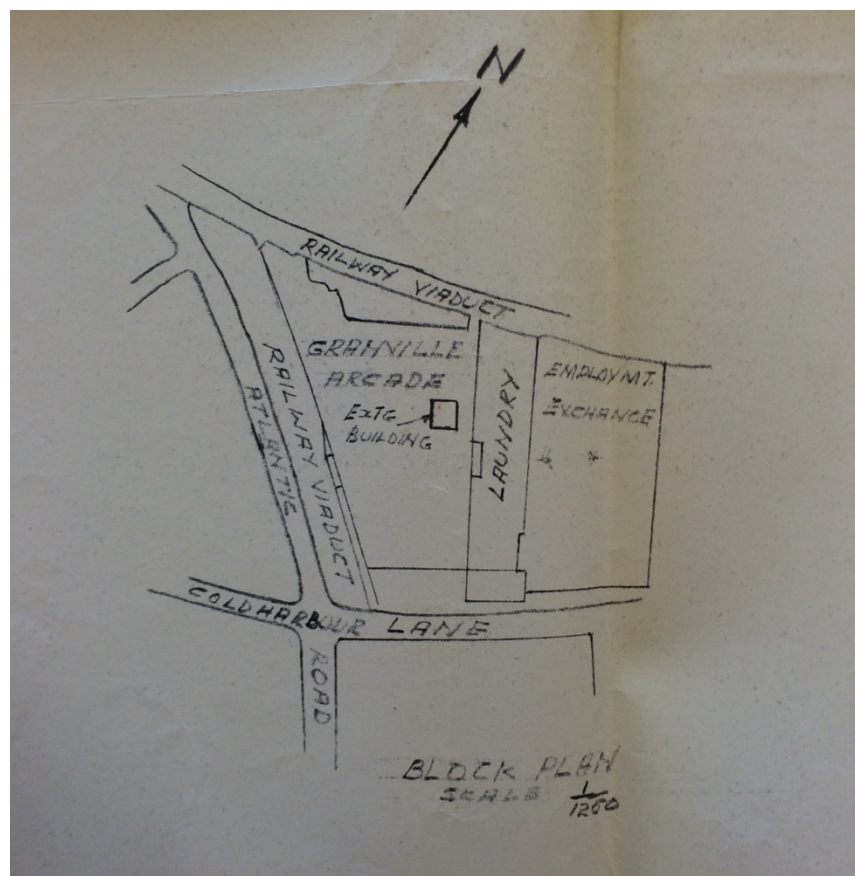 N
RAILWAY VIADUCT
GRANVILLE
ARCADE
EXTG
BUILDING
LAUNDRY
EMPLOYMT.
EXCHANGE
RAILWAY VIADUCT
ATLANTIC
COLDHARBOUR LANE
ROAD
BLOCK PLAN
SCALE 1/1250